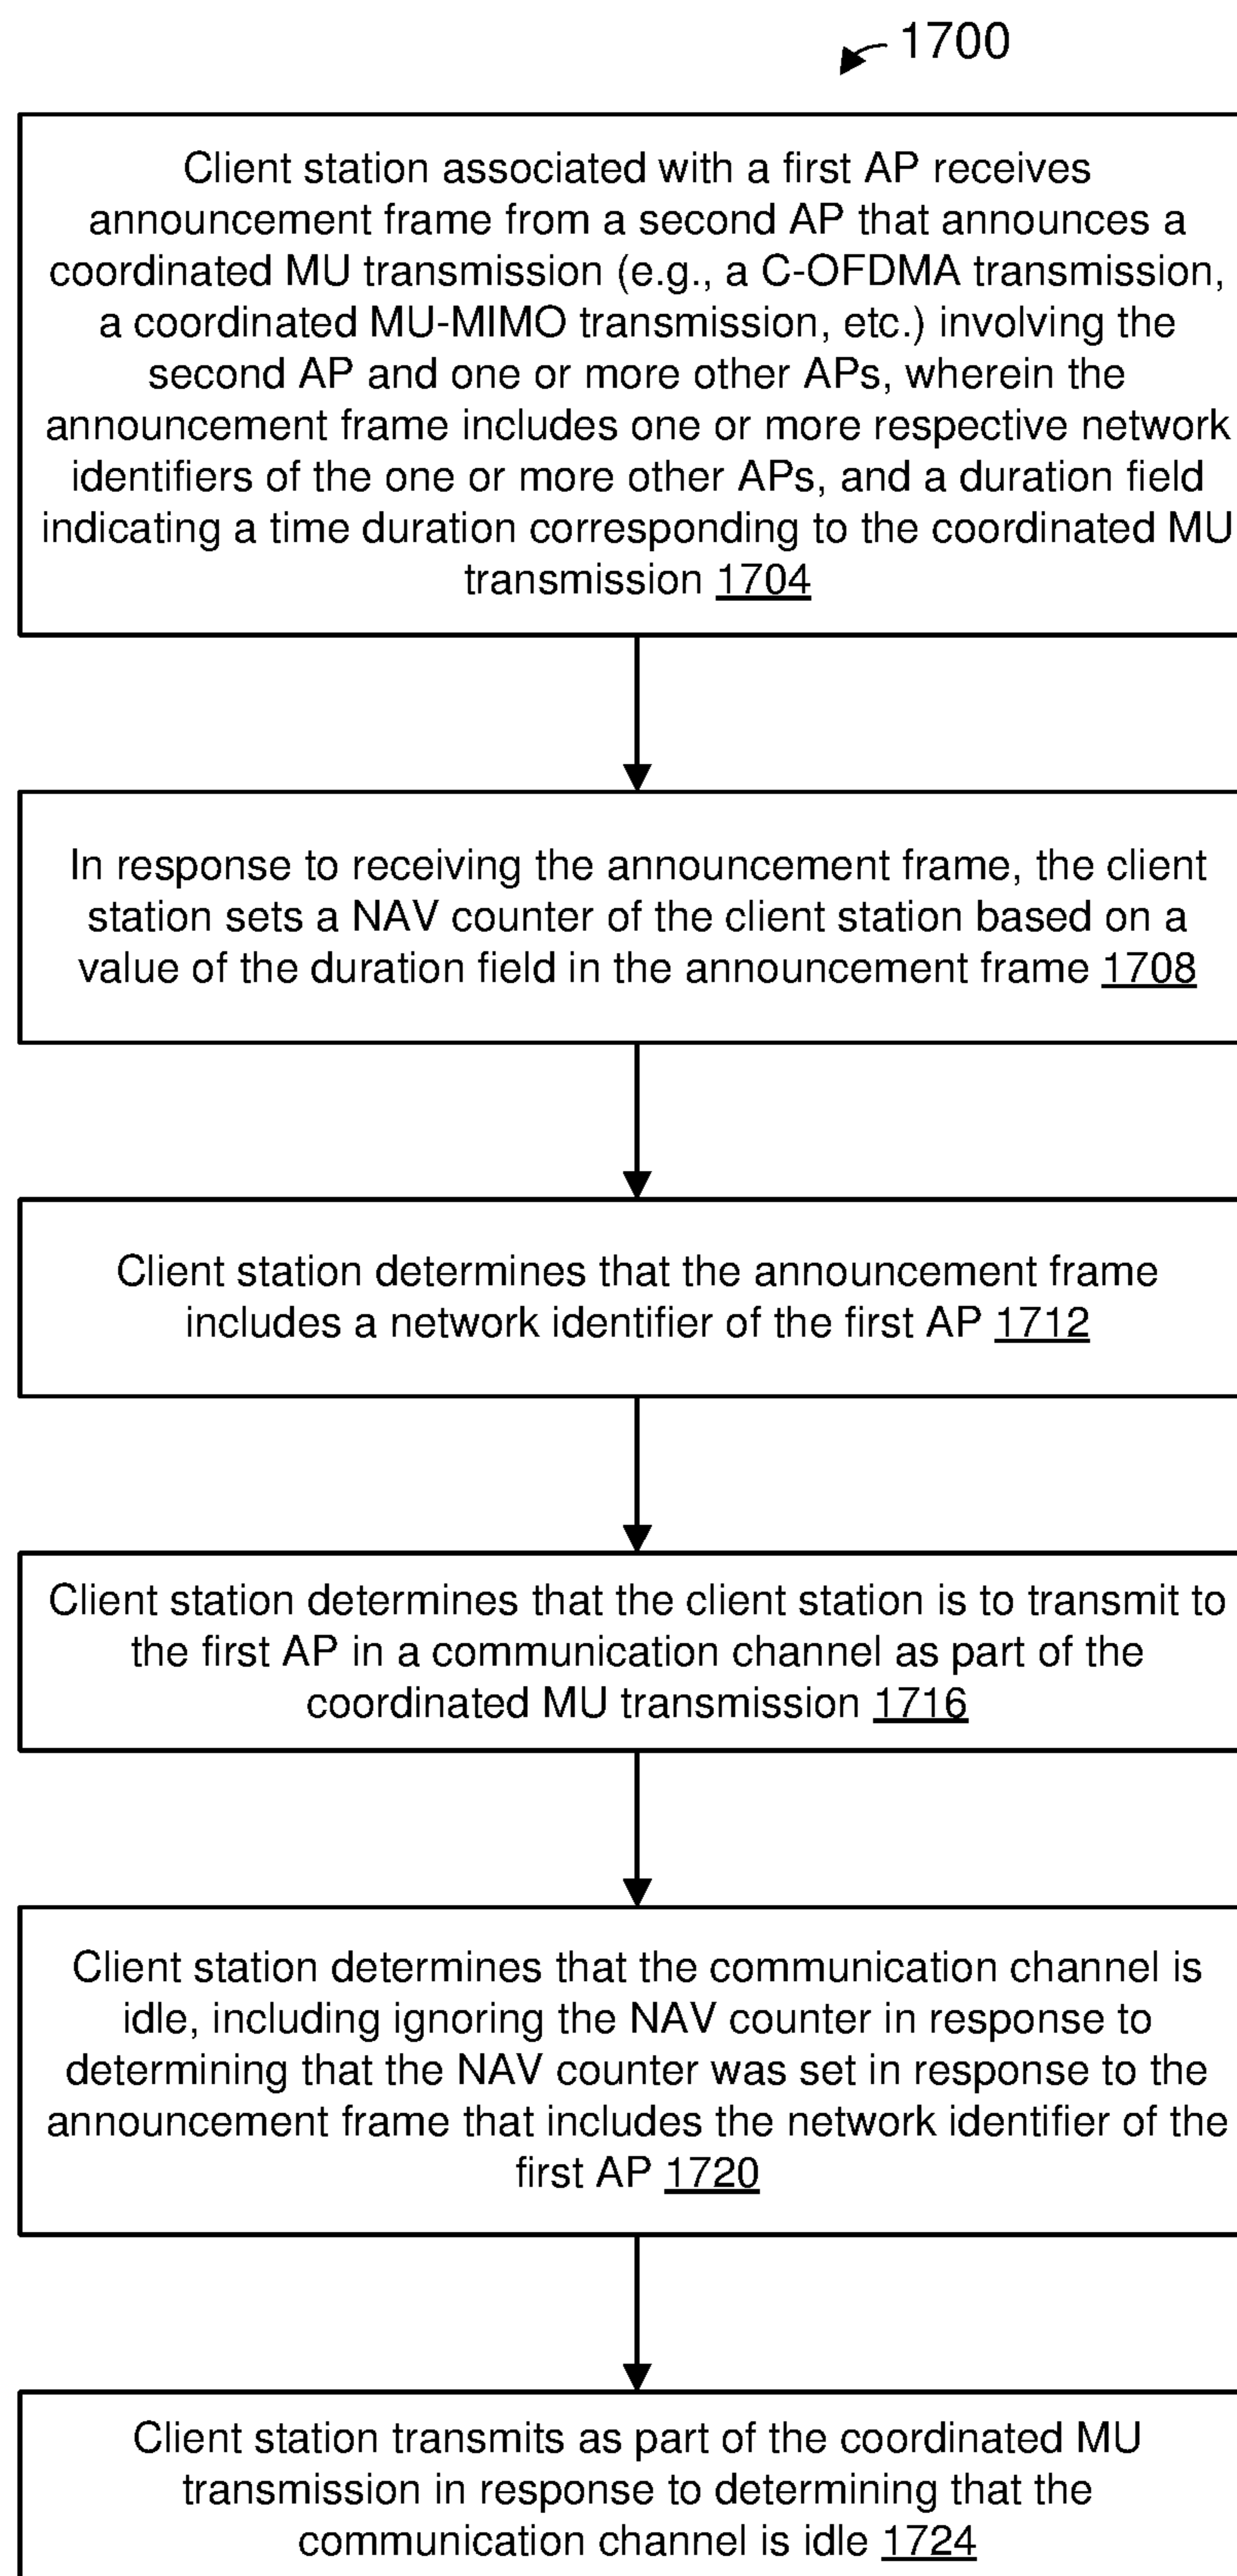 1700
Client station associated with a first AP receives
announcement frame from a second AP that announces a
coordinated MU transmission (e.g., a C-OFDMA transmission,
a coordinated MU-MIMO transmission, etc.) involving the
second AP and one or more other APs, wherein the
announcement frame includes one or more respective network
identifiers of the one or more other APs, and a duration field
indicating a time duration corresponding to the coordinated MU
transmission 1704
In response to receiving the announcement frame, the client
station sets a NAV counter of the client station based on a
value of the duration field in the announcement frame 1708
Client station determines that the announcement frame
includes a network identifier of the first AP 1712
Client station determines that the client station is to transmit to
the first AP in a communication channel as part of the
coordinated MU transmission 1716
Client station determines that the communication channel is
idle, including ignoring the NAV counter in response to
determining that the NAV counter was set in response to the
announcement frame that includes the network identifier of the
first AP 1720
Client station transmits as part of the coordinated MU
transmission in response to determining that the
communication channel is idle 1724